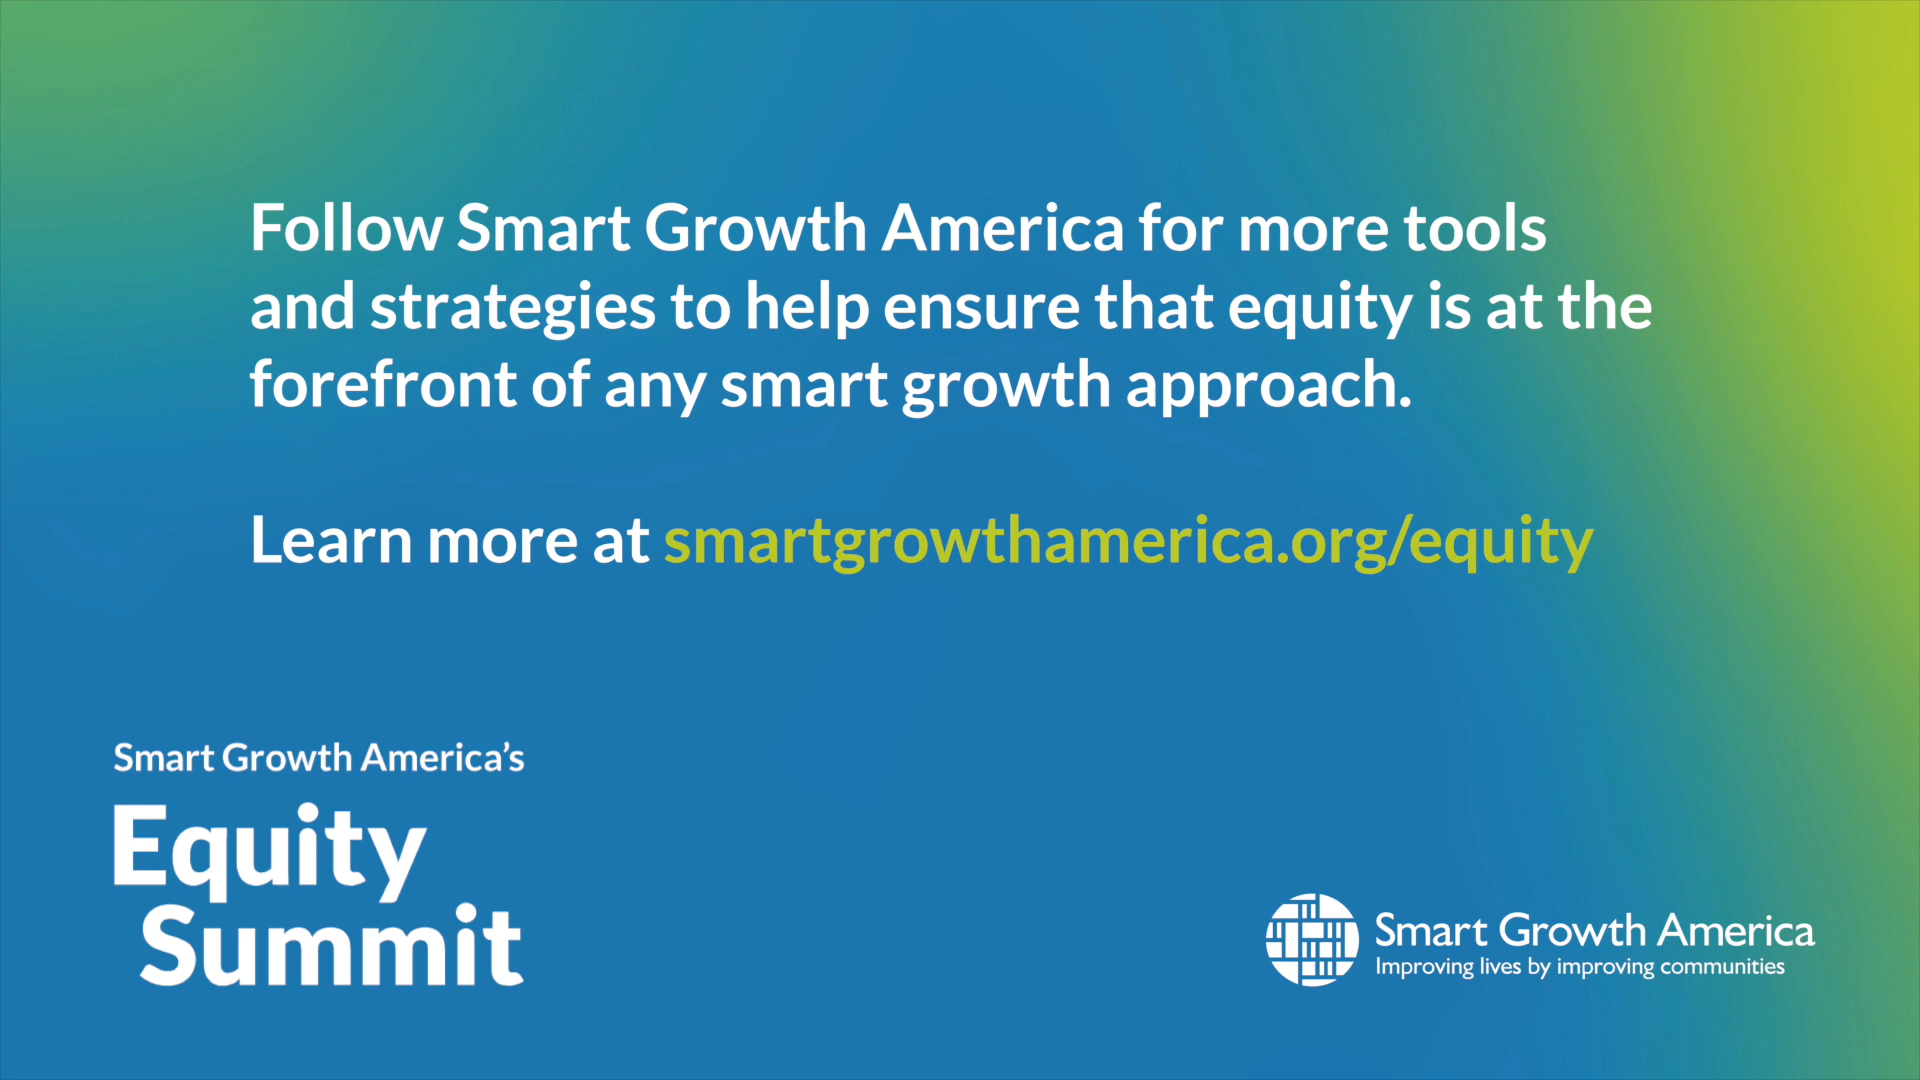 Follow Smart Growth America for more tools
and strategies to help ensure that equity is at the
forefront of any smart growth approach.
Learn more at smartgrowthamerica.org/equity
Smart Growth America’s
Equity
Summit
Smart Growth America
Improving lives by improving communities